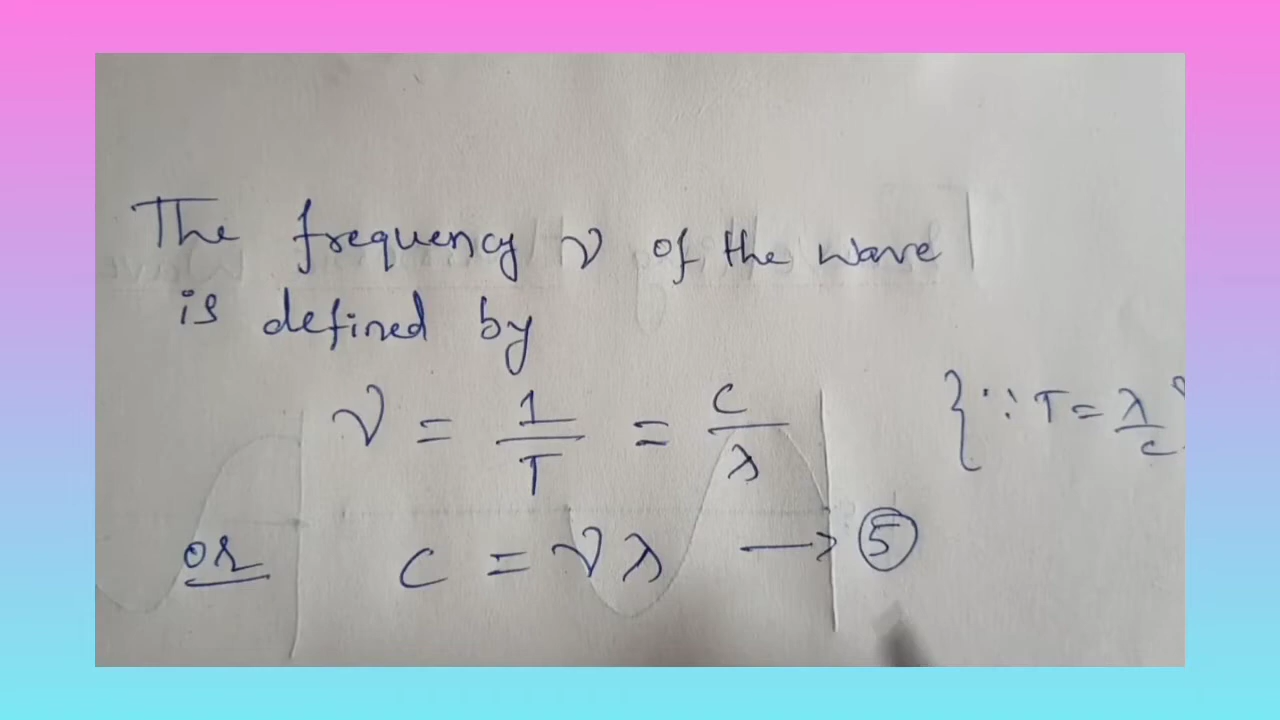 The frequency ν of the wave
is defined by
ν = 1/T = c/λ {∵ T = λ/c
or c = νλ → ⑤